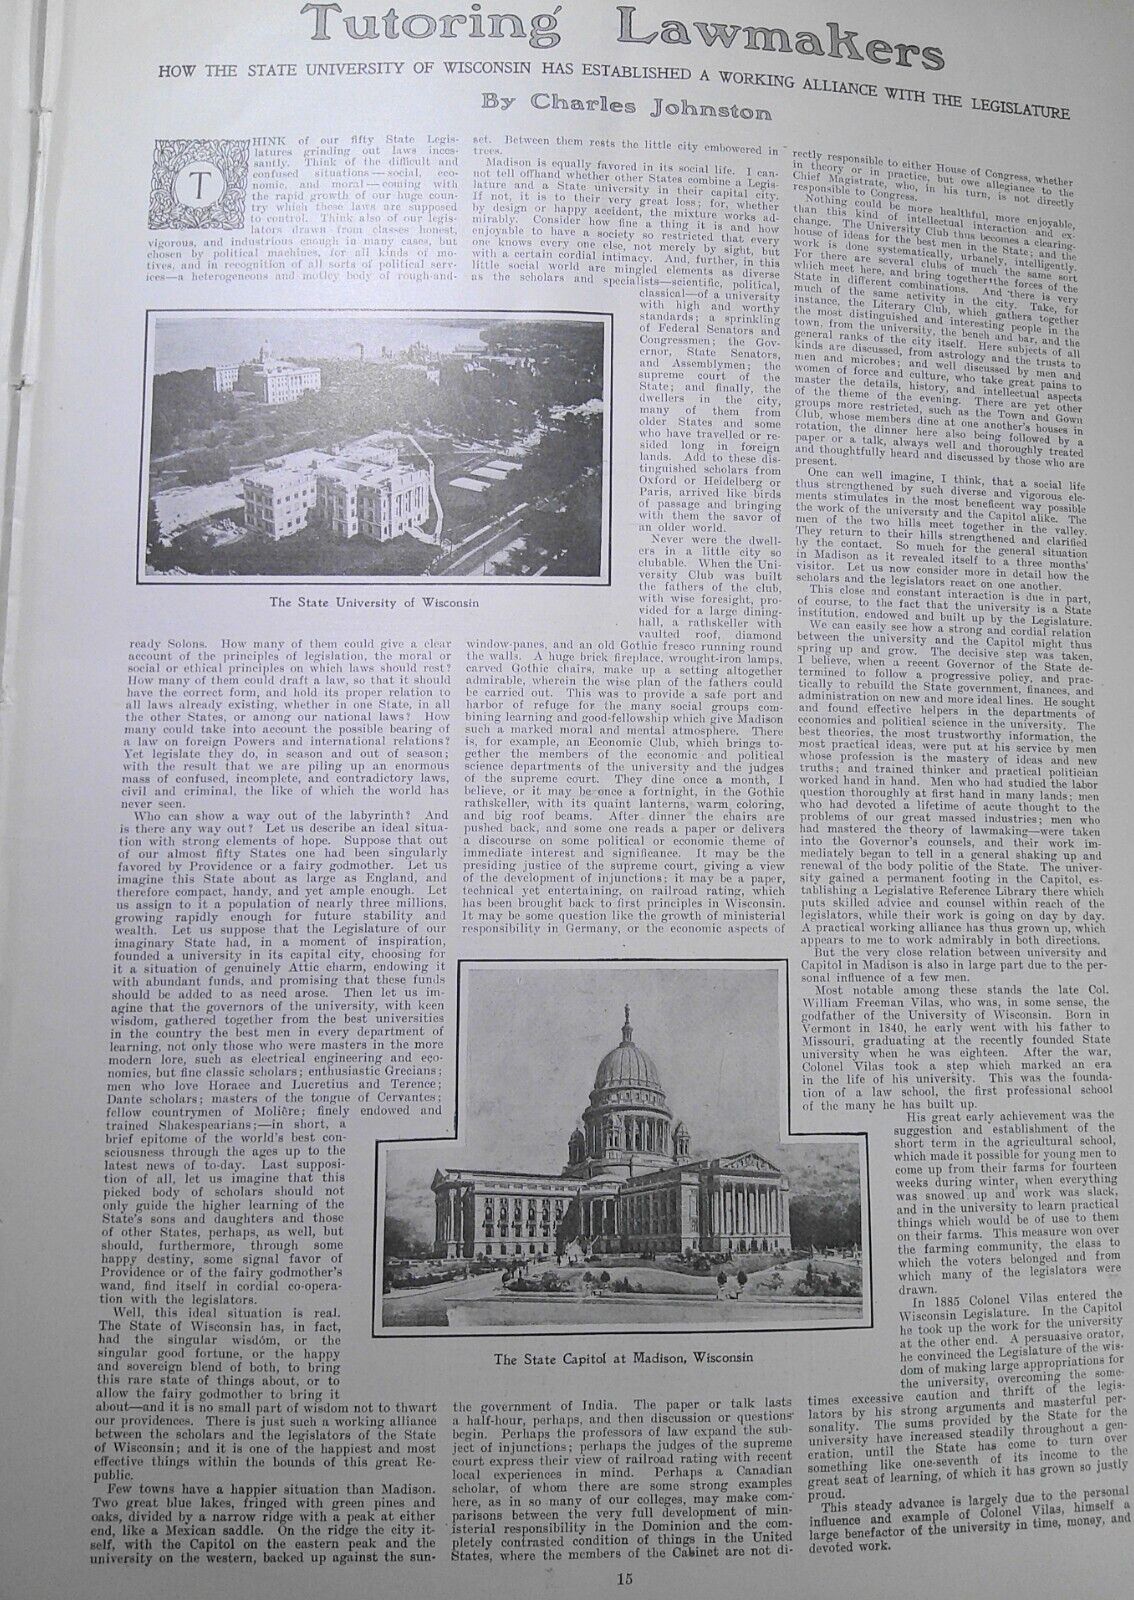 Tutoring Lawmakers
HOW THE STATE UNIVERSITY OF WISCONSIN HAS ESTABLISHED A WORKING ALLIANCE WITH THE LEGISLATURE
By Charles Johnston
THINK of our fifty State Legis-
latures grinding out laws inces-
santly. Think of the difficult and
confused situations—social, eco-
nomic, and moral—coming with
the rapid growth of our huge coun-
try which these laws are supposed
to control. Think also of our legis-
lators drawn from classes honest,
vigorous, and industrious enough in many cases, but
chosen by political machines, for all kinds of mo-
tives, and in recognition of all sorts of political serv-
ices—a heterogeneous and motley body of rough-and-
The State University of Wisconsin
ready Solons. How many of them could give a clear
account of the principles of legislation, the moral or
social or ethical principles on which laws should rest?
How many of them could draft a law, so that it should
have the correct form, and hold its proper relation to
all laws already existing, whether in one State, in all
the other States, or among our national laws? How
many could take into account the possible bearing of
a law on foreign Powers and international relations?
Yet legislate they do, in season and out of season;
with the result that we are piling up an enormous
mass of confused, incomplete, and contradictory laws,
civil and criminal, the like of which the world has
never seen.
Who can show a way out of the labyrinth? And
is there any way out? Let us describe an ideal situa-
tion with strong elements of hope. Suppose that out
of our almost fifty States one had been singularly
favored by Providence or a fairy godmother. Let us
imagine this State about as large as England, and
therefore compact, handy, and yet ample enough. Let
us assign to it a population of nearly three millions,
growing rapidly enough for future stability and
wealth. Let us suppose that the Legislature of our
imaginary State had, in a moment of inspiration,
founded a university in its capital city, choosing for
it a situation of genuinely Attic charm, endowing it
with abundant funds, and promising that these funds
should be added to as need arose. Then let us im-
agine that the governors of the university, with keen
wisdom, gathered together from the best universities
in the country the best men in every department of
learning, not only those who were masters in the more
modern lore, such as electrical engineering and eco-
nomics, but fine classic scholars; enthusiastic Grecians;
men who love Horace and Lucretius and Terence;
Dante scholars; masters of the tongue of Cervantes;
fellow countrymen of Molière; finely endowed and
trained Shakespearians;—in short, a
brief epitome of the world's best con-
sciousness through the ages up to the
latest news of to-day. Last supposi-
tion of all, let us imagine that this
picked body of scholars should not
only guide the higher learning of the
State's sons and daughters and those
of other States, perhaps, as well, but
should, furthermore, through some
happy destiny, some signal favor of
Providence or of the fairy godmother's
wand, find itself in cordial co-opera-
tion with the legislators.
Well, this ideal situation is real.
The State of Wisconsin has, in fact,
had the singular wisdom, or the
singular good fortune, or the happy
and sovereign blend of both, to bring
this rare state of things about, or to
allow the fairy godmother to bring it
about—and it is no small part of wisdom not to thwart
our providences. There is just such a working alliance
between the scholars and the legislators of the State
of Wisconsin; and it is one of the happiest and most
effective things within the bounds of this great Re-
public.
Few towns have a happier situation than Madison.
Two great blue lakes, fringed with green pines and
oaks, divided by a narrow ridge with a peak at either
end, like a Mexican saddle. On the ridge the city it-
self, with the Capitol on the eastern peak and the
university on the western, backed up against the sun-
set. Between them rests the little city embowered in
trees.
Madison is equally favored in its social life. I can-
not tell offhand whether other States combine a Legis-
lature and a State university in their capital city.
If not, it is to their very great loss; for, whether
by design or happy accident, the mixture works ad-
mirably. Consider how fine a thing it is and how
enjoyable to have a society so restricted that every
one knows every one else, not merely by sight, but
with a certain cordial intimacy. And, further, in this
little social world are mingled elements as diverse
as the scholars and specialists—scientific, political,
classical—of a university
with high and worthy
standards; a sprinkling
of Federal Senators and
Congressmen; the Gov-
ernor, State Senators,
and Assemblymen; the
supreme court of the
State; and finally, the
dwellers in the city,
many of them from
older States and some
who have travelled or re-
sided long in foreign
lands. Add to these dis-
tinguished scholars from
Oxford or Heidelberg or
Paris, arrived like birds
of passage and bringing
with them the savor of
an older world.
Never were the dwell-
ers in a little city so
clubable. When the Uni-
versity Club was built
the fathers of the club,
with wise foresight, pro-
vided for a large dining-
hall, a rathskeller with
vaulted roof, diamond
window-panes, and an old Gothic fresco running round
the walls. A huge brick fireplace, wrought-iron lamps,
carved Gothic chairs, make up a setting altogether
admirable, wherein the wise plan of the fathers could
be carried out. This was to provide a safe port and
harbor of refuge for the many social groups com-
bining learning and good-fellowship which give Madison
such a marked moral and mental atmosphere. There
is, for example, an Economic Club, which brings to-
gether the members of the economic and political
science departments of the university and the judges
of the supreme court. They dine once a month, I
believe, or it may be once a fortnight, in the Gothic
rathskeller, with its quaint lanterns, warm coloring,
and big roof beams. After dinner the chairs are
pushed back, and some one reads a paper or delivers
a discourse on some political or economic theme of
immediate interest and significance. It may be the
presiding justice of the supreme court, giving a view
of the development of injunctions; it may be a paper,
technical yet entertaining, on railroad rating, which
has been brought back to first principles in Wisconsin.
It may be some question like the growth of ministerial
responsibility in Germany, or the economic aspects of
The State Capitol at Madison, Wisconsin
the government of India. The paper or talk lasts
a half-hour, perhaps, and then discussion or questions
begin. Perhaps the professors of law expand the sub-
ject of injunctions; perhaps the judges of the supreme
court express their view of railroad rating with recent
local experiences in mind. Perhaps a Canadian
scholar, of whom there are some strong examples
here, as in so many of our colleges, may make com-
parisons between the very full development of min-
isterial responsibility in the Dominion and the com-
pletely contrasted condition of things in the United
States, where the members of the Cabinet are not di-
rectly responsible to either House of Congress, whether
in theory or in practice, but owe allegiance to the
Chief Magistrate, who, in his turn, is not directly
responsible to Congress.
Nothing could be more healthful, more enjoyable,
than this kind of intellectual interaction and ex-
change. The University Club thus becomes a clearing-
house of ideas for the best men in the State; and the
work is done systematically, urbanely, intelligently.
For there are several clubs of much the same sort
which meet here, and bring together the forces of the
State in different combinations. And there is very
much of the same activity in the city. Take, for
instance, the Literary Club, which gathers together
the most distinguished and interesting people in the
town, from the university, the bench and bar, and the
general ranks of the city itself. Here subjects of all
kinds are discussed, from astrology and the trusts to
men and microbes; and well discussed by men and
women of force and culture, who take great pains to
master the details, history, and intellectual aspects
of the theme of the evening. There are yet other
groups more restricted, such as the Town and Gown
Club, whose members dine at one another's houses in
rotation, the dinner here also being followed by a
paper or a talk, always well and thoroughly treated
and thoughtfully heard and discussed by those who are
present.
One can well imagine, I think, that a social life
thus strengthened by such diverse and vigorous ele-
ments stimulates in the most beneficent way possible
the work of the university and the Capitol alike. The
men of the two hills meet together in the valley.
They return to their hills strengthened and clarified
by the contact. So much for the general situation
in Madison as it revealed itself to a three months'
visitor. Let us now consider more in detail how the
scholars and the legislators react on one another.
This close and constant interaction is due in part,
of course, to the fact that the university is a State
institution, endowed and built up by the Legislature.
We can easily see how a strong and cordial relation
between the university and the Capitol might thus
spring up and grow. The decisive step was taken,
I believe, when a recent Governor of the State de-
termined to follow a progressive policy, and prac-
tically to rebuild the State government, finances, and
administration on new and more ideal lines. He sought
and found effective helpers in the departments of
economics and political science in the university. The
best theories, the most trustworthy information, the
most practical ideas, were put at his service by men
whose profession is the mastery of ideas and new
truths; and trained thinker and practical politician
worked hand in hand. Men who had studied the labor
question thoroughly at first hand in many lands; men
who had devoted a lifetime of acute thought to the
problems of our great massed industries; men who
had mastered the theory of lawmaking—were taken
into the Governor's counsels, and their work im-
mediately began to tell in a general shaking up and
renewal of the body politic of the State. The univer-
sity gained a permanent footing in the Capitol, es-
tablishing a Legislative Reference Library there which
puts skilled advice and counsel within reach of the
legislators, while their work is going on day by day.
A practical working alliance has thus grown up, which
appears to me to work admirably in both directions.
But the very close relation between university and
Capitol in Madison is also in large part due to the per-
sonal influence of a few men.
Most notable among these stands the late Col.
William Freeman Vilas, who was, in some sense, the
godfather of the University of Wisconsin. Born in
Vermont in 1840, he early went with his father to
Missouri, graduating at the recently founded State
university when he was eighteen. After the war,
Colonel Vilas took a step which marked an era
in the life of his university. This was the founda-
tion of a law school, the first professional school
of the many he has built up.
His great early achievement was the
suggestion and establishment of the
short term in the agricultural school,
which made it possible for young men to
come up from their farms for fourteen
weeks during winter, when everything
was snowed up and work was slack,
and in the university to learn practical
things which would be of use to them
on their farms. This measure won over
the farming community, the class to
which the voters belonged and from
which many of the legislators were
drawn.
In 1885 Colonel Vilas entered the
Wisconsin Legislature. In the Capitol
he took up the work for the university
at the other end. A persuasive orator,
he convinced the Legislature of the wis-
dom of making large appropriations for
the university, overcoming the some-
times excessive caution and thrift of the legis-
lators by his strong arguments and masterful per-
sonality. The sums provided by the State for the
university have increased steadily throughout a gen-
eration, until the State has come to turn over
something like one-seventh of its income to the
great seat of learning, of which it has grown so justly
proud.
This steady advance is largely due to the personal
influence and example of Colonel Vilas, himself a
large benefactor of the university in time, money, and
devoted work.
15